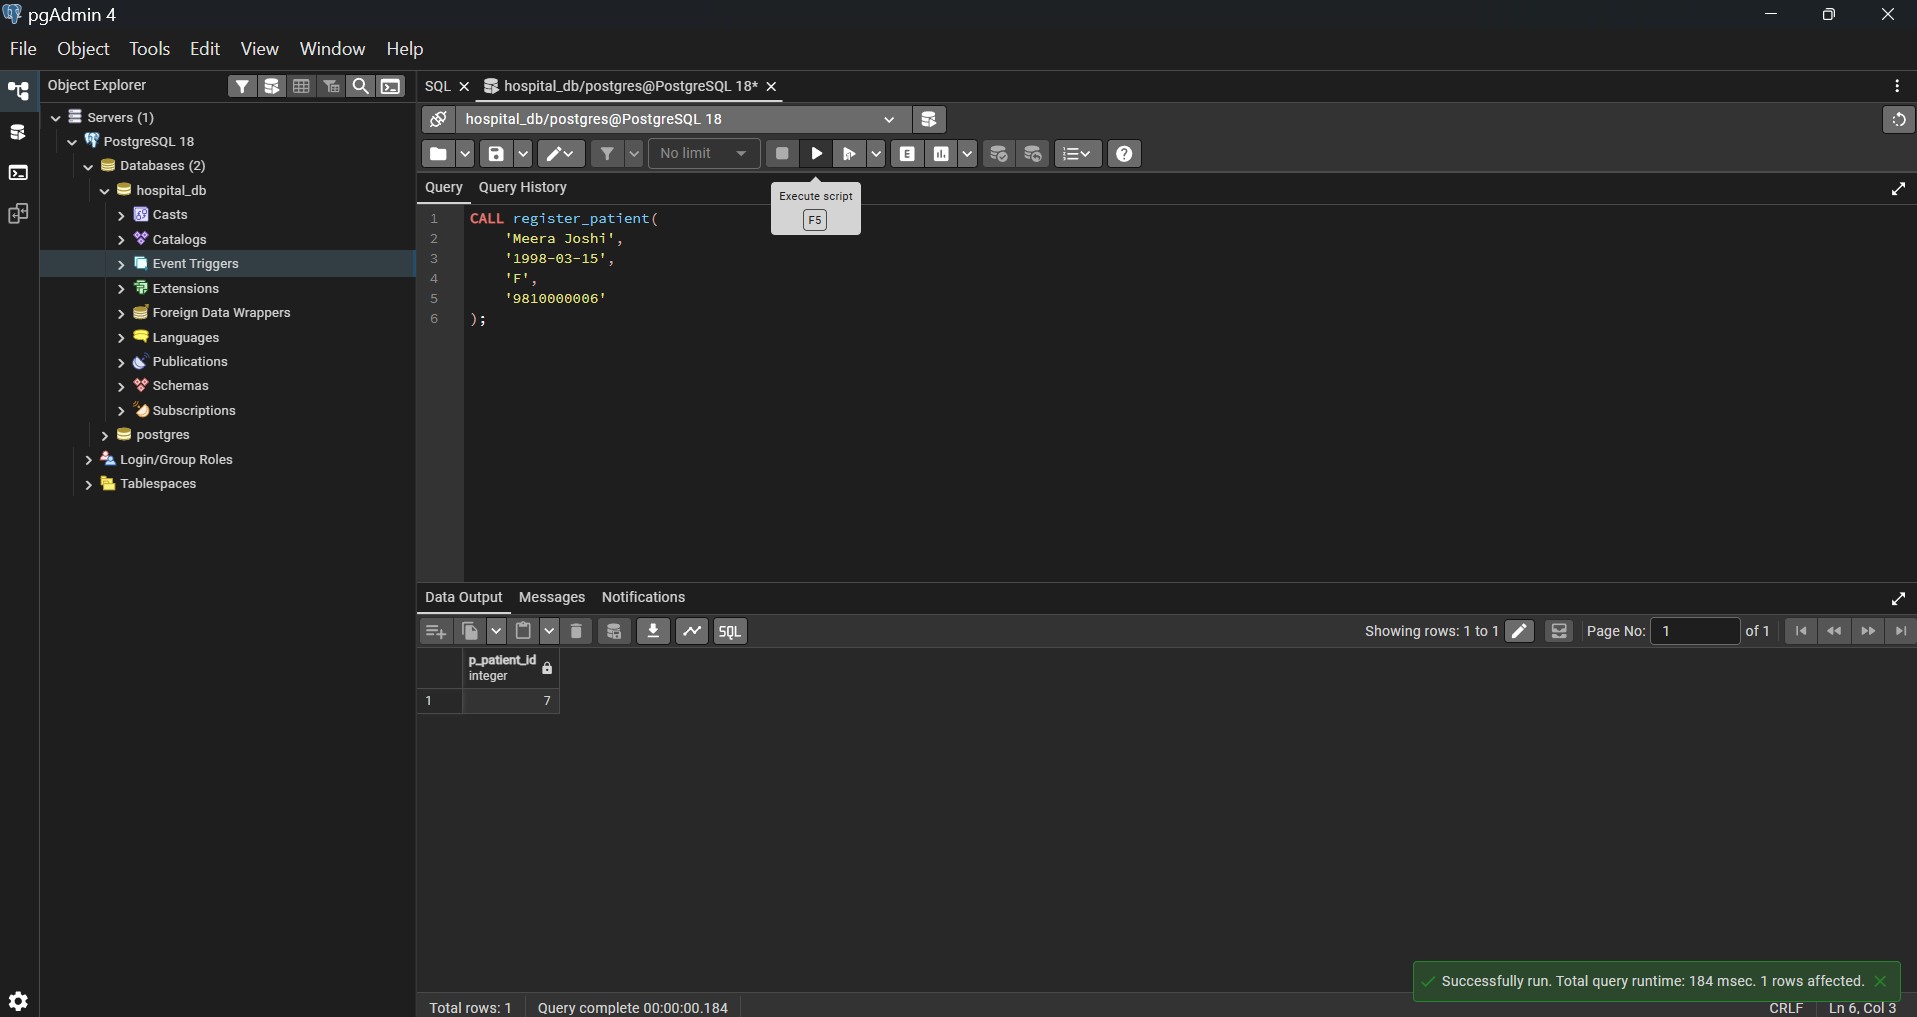 pgAdmin 4
File Object Tools Edit View Window Help
Object Explorer
SQL hospital_db/postgres@PostgreSQL 18*
Servers (1)
PostgreSQL 18
Databases (2)
hospital_db
Casts
Catalogs
Event Triggers
Extensions
Foreign Data Wrappers
Languages
Publications
Schemas
Subscriptions
postgres
Login/Group Roles
Tablespaces
hospital_db/postgres@PostgreSQL 18
No limit
E
Query Query History
Execute script
F5
1 CALL register_patient(
2 'Meera Joshi',
3 '1998-03-15',
4 'F',
5 '9810000006'
6 );
Data Output Messages Notifications
SQL
Showing rows: 1 to 1
Page No: 1 of 1
p_patient_id
integer
1 7
Successfully run. Total query runtime: 184 msec. 1 rows affected.
Total rows: 1 Query complete 00:00:00.184 CRLF Ln 6, Col 3